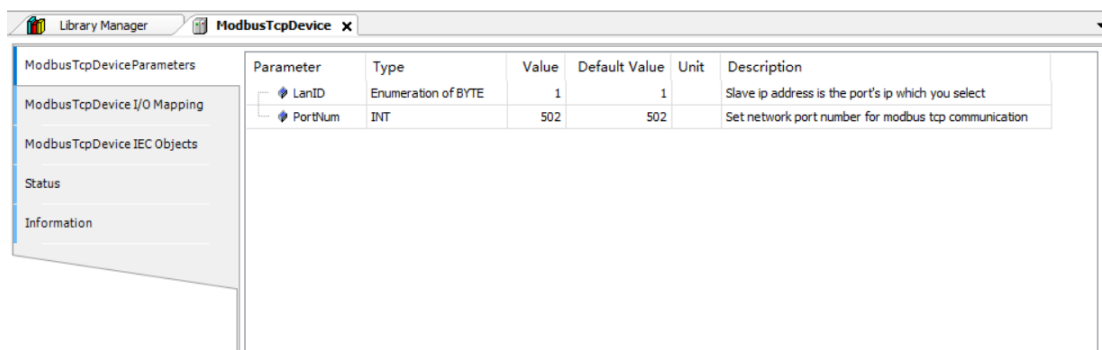 Library Manager ModbusTcpDevice x
ModbusTcpDeviceParameters
ModbusTcpDevice I/O Mapping
ModbusTcpDevice IEC Objects
Status
Information
Parameter Type Value Default Value Unit Description
LanID Enumeration of BYTE 1 1 Slave ip address is the port's ip which you select
PortNum INT 502 502 Set network port number for modbus tcp communication